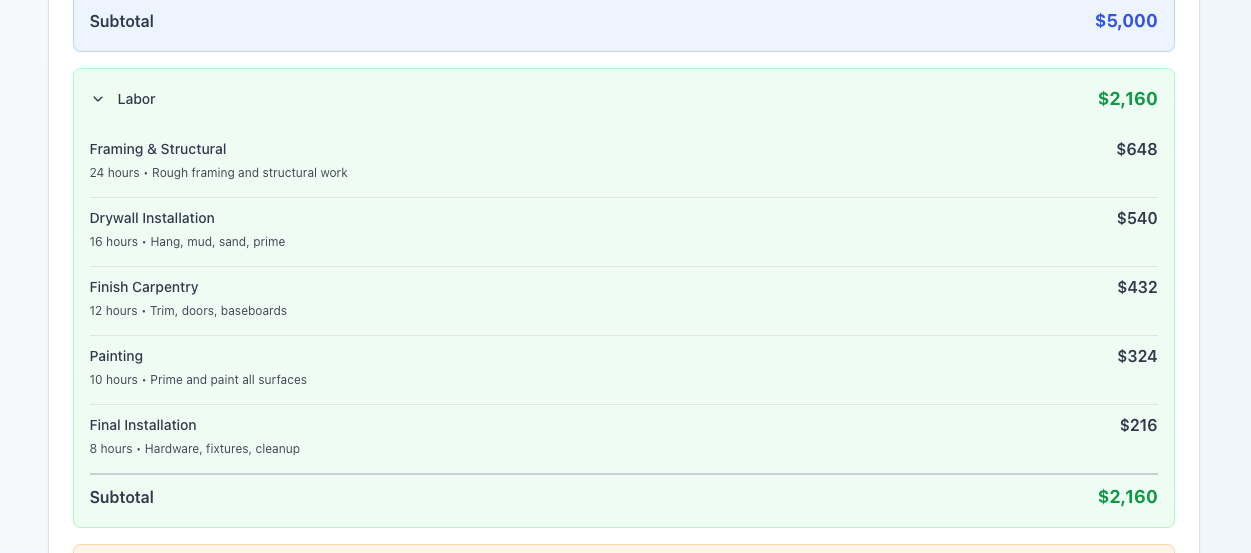 Subtotal $5,000
Labor $2,160
Framing & Structural $648
24 hours • Rough framing and structural work
Drywall Installation $540
16 hours • Hang, mud, sand, prime
Finish Carpentry $432
12 hours • Trim, doors, baseboards
Painting $324
10 hours • Prime and paint all surfaces
Final Installation $216
8 hours • Hardware, fixtures, cleanup
Subtotal $2,160